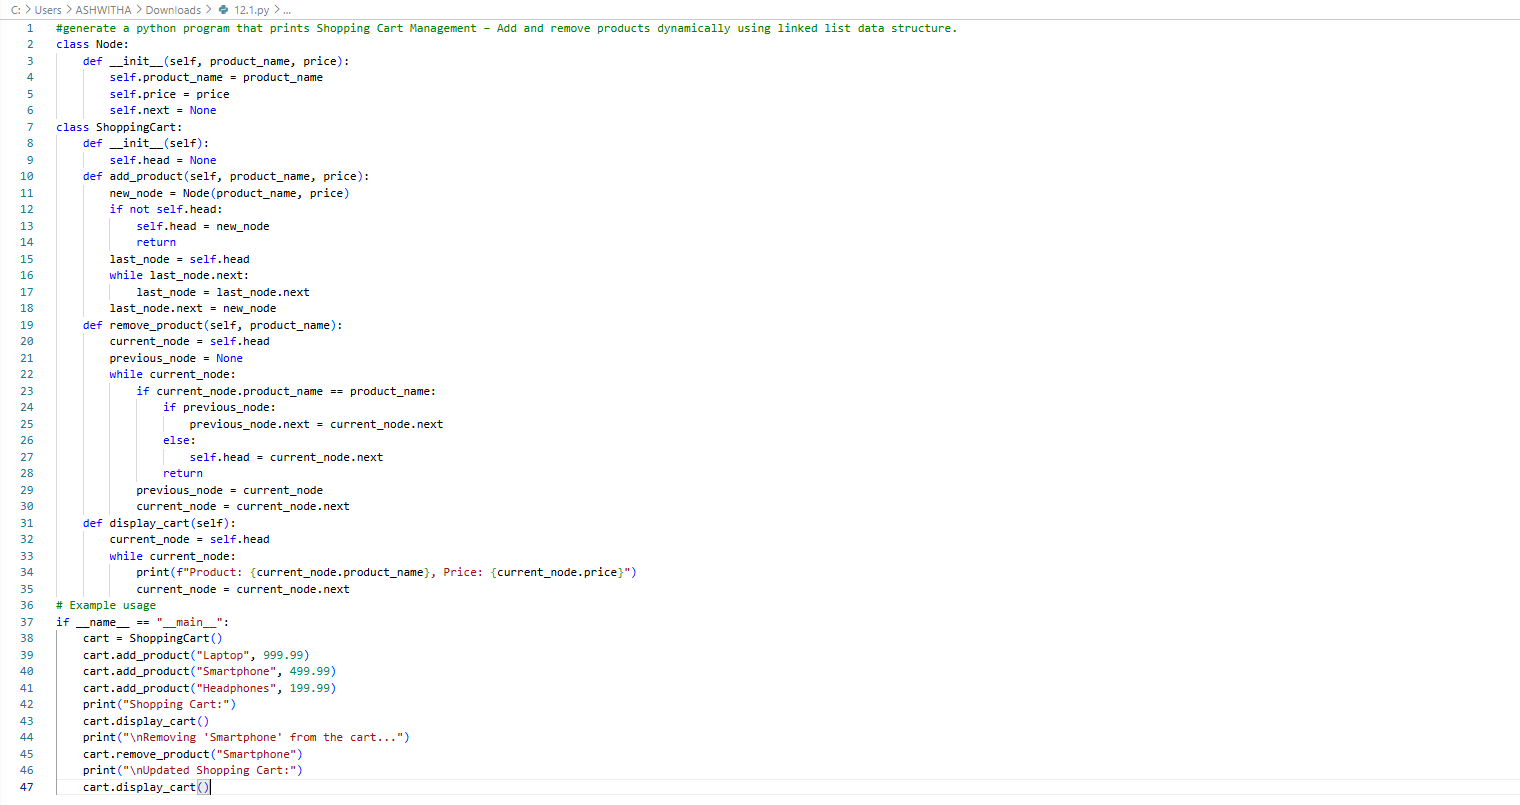 C: > Users > ASHWITHA > Downloads > 12.1.py > ...
1 #generate a python program that prints Shopping Cart Management – Add and remove products dynamically using linked list data structure.
2 class Node:
3     def __init__(self, product_name, price):
4         self.product_name = product_name
5         self.price = price
6         self.next = None
7 class ShoppingCart:
8     def __init__(self):
9         self.head = None
10     def add_product(self, product_name, price):
11         new_node = Node(product_name, price)
12         if not self.head:
13             self.head = new_node
14             return
15         last_node = self.head
16         while last_node.next:
17             last_node = last_node.next
18         last_node.next = new_node
19     def remove_product(self, product_name):
20         current_node = self.head
21         previous_node = None
22         while current_node:
23             if current_node.product_name == product_name:
24                 if previous_node:
25                     previous_node.next = current_node.next
26                 else:
27                     self.head = current_node.next
28                 return
29             previous_node = current_node
30             current_node = current_node.next
31     def display_cart(self):
32         current_node = self.head
33         while current_node:
34             print(f"Product: {current_node.product_name}, Price: {current_node.price}")
35             current_node = current_node.next
36 # Example usage
37 if __name__ == "__main__":
38     cart = ShoppingCart()
39     cart.add_product("Laptop", 999.99)
40     cart.add_product("Smartphone", 499.99)
41     cart.add_product("Headphones", 199.99)
42     print("Shopping Cart:")
43     cart.display_cart()
44     print("\nRemoving 'Smartphone' from the cart...")
45     cart.remove_product("Smartphone")
46     print("\nUpdated Shopping Cart:")
47     cart.display_cart()